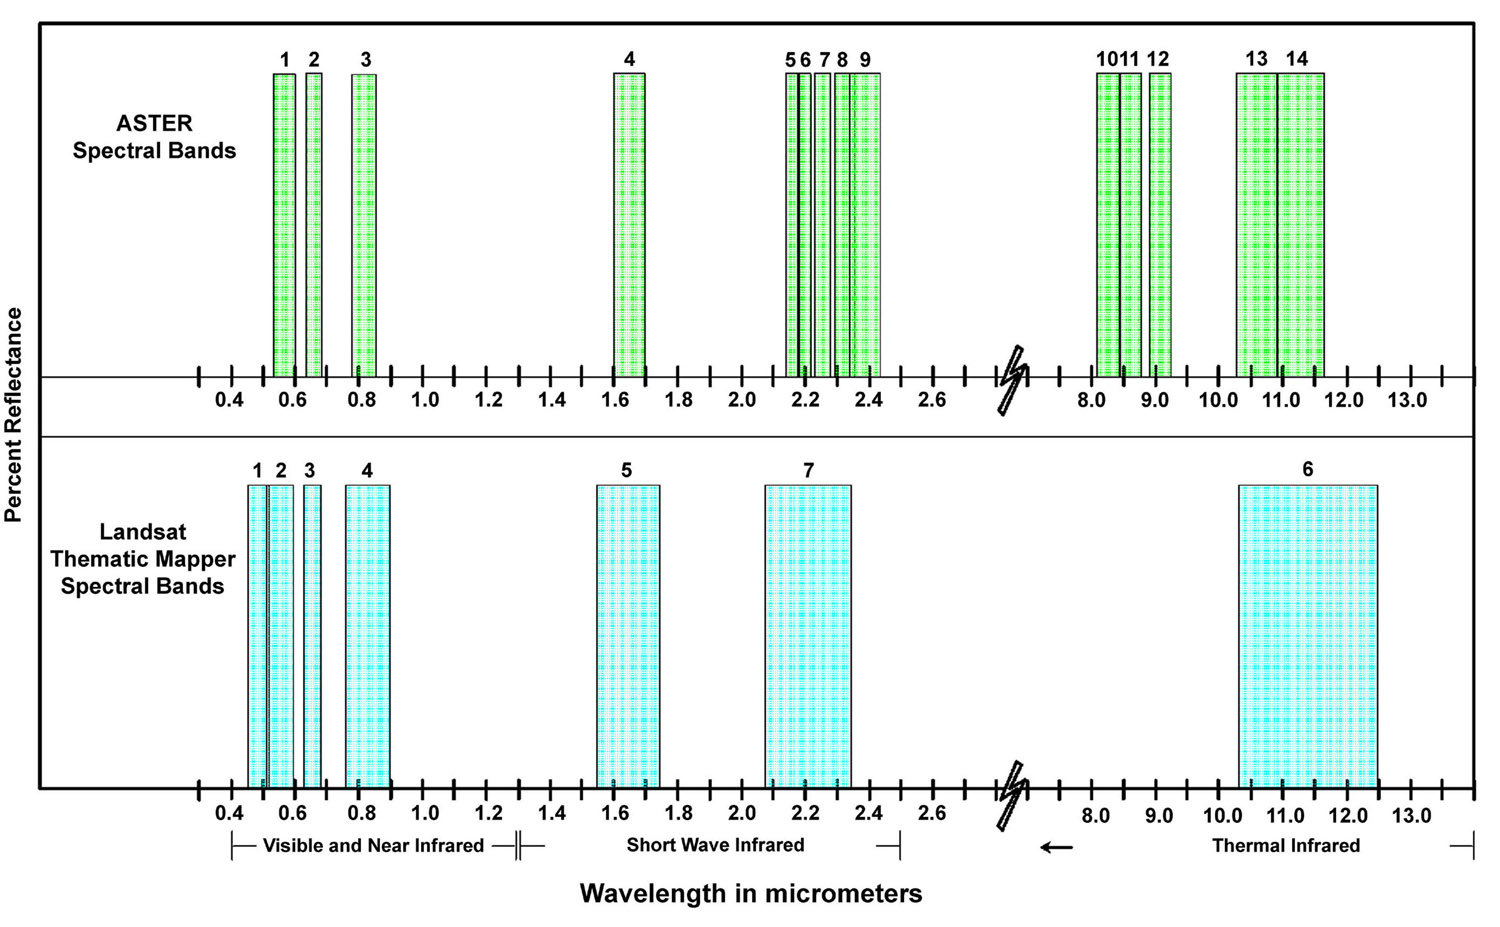 1 2 3 4 5 6 7 8 9 10 11 12 13 14
ASTER
Spectral Bands
0.4 0.6 0.8 1.0 1.2 1.4 1.6 1.8 2.0 2.2 2.4 2.6 8.0 9.0 10.0 11.0 12.0 13.0
Percent Reflectance
1 2 3 4 5 7 6
Landsat
Thematic Mapper
Spectral Bands
0.4 0.6 0.8 1.0 1.2 1.4 1.6 1.8 2.0 2.2 2.4 2.6 8.0 9.0 10.0 11.0 12.0 13.0
Visible and Near Infrared Short Wave Infrared Thermal Infrared
Wavelength in micrometers